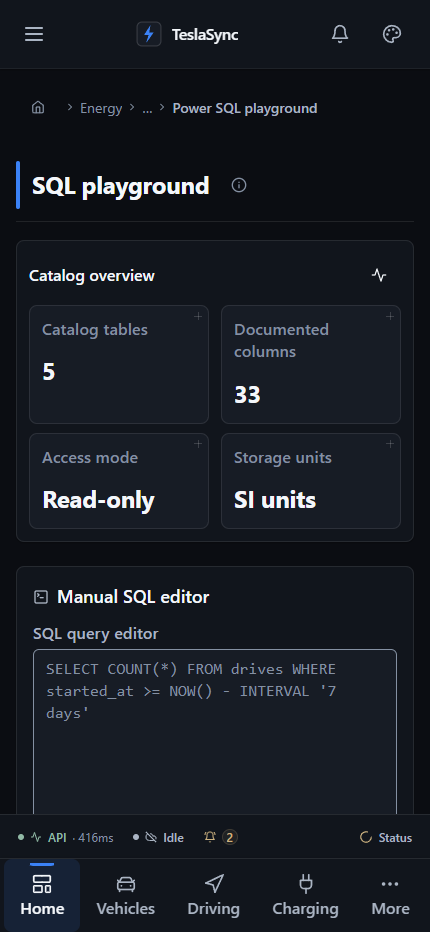 TeslaSync
Energy
...
Power SQL playground
SQL playground
Catalog overview
Catalog tables
5
Documented
columns
33
Access mode
Read-only
Storage units
SI units
Manual SQL editor
SQL query editor
SELECT COUNT(*) FROM drives WHERE
started_at >= NOW() - INTERVAL '7
days'
API · 416ms
Idle
2
Status
Home
Vehicles
Driving
Charging
More